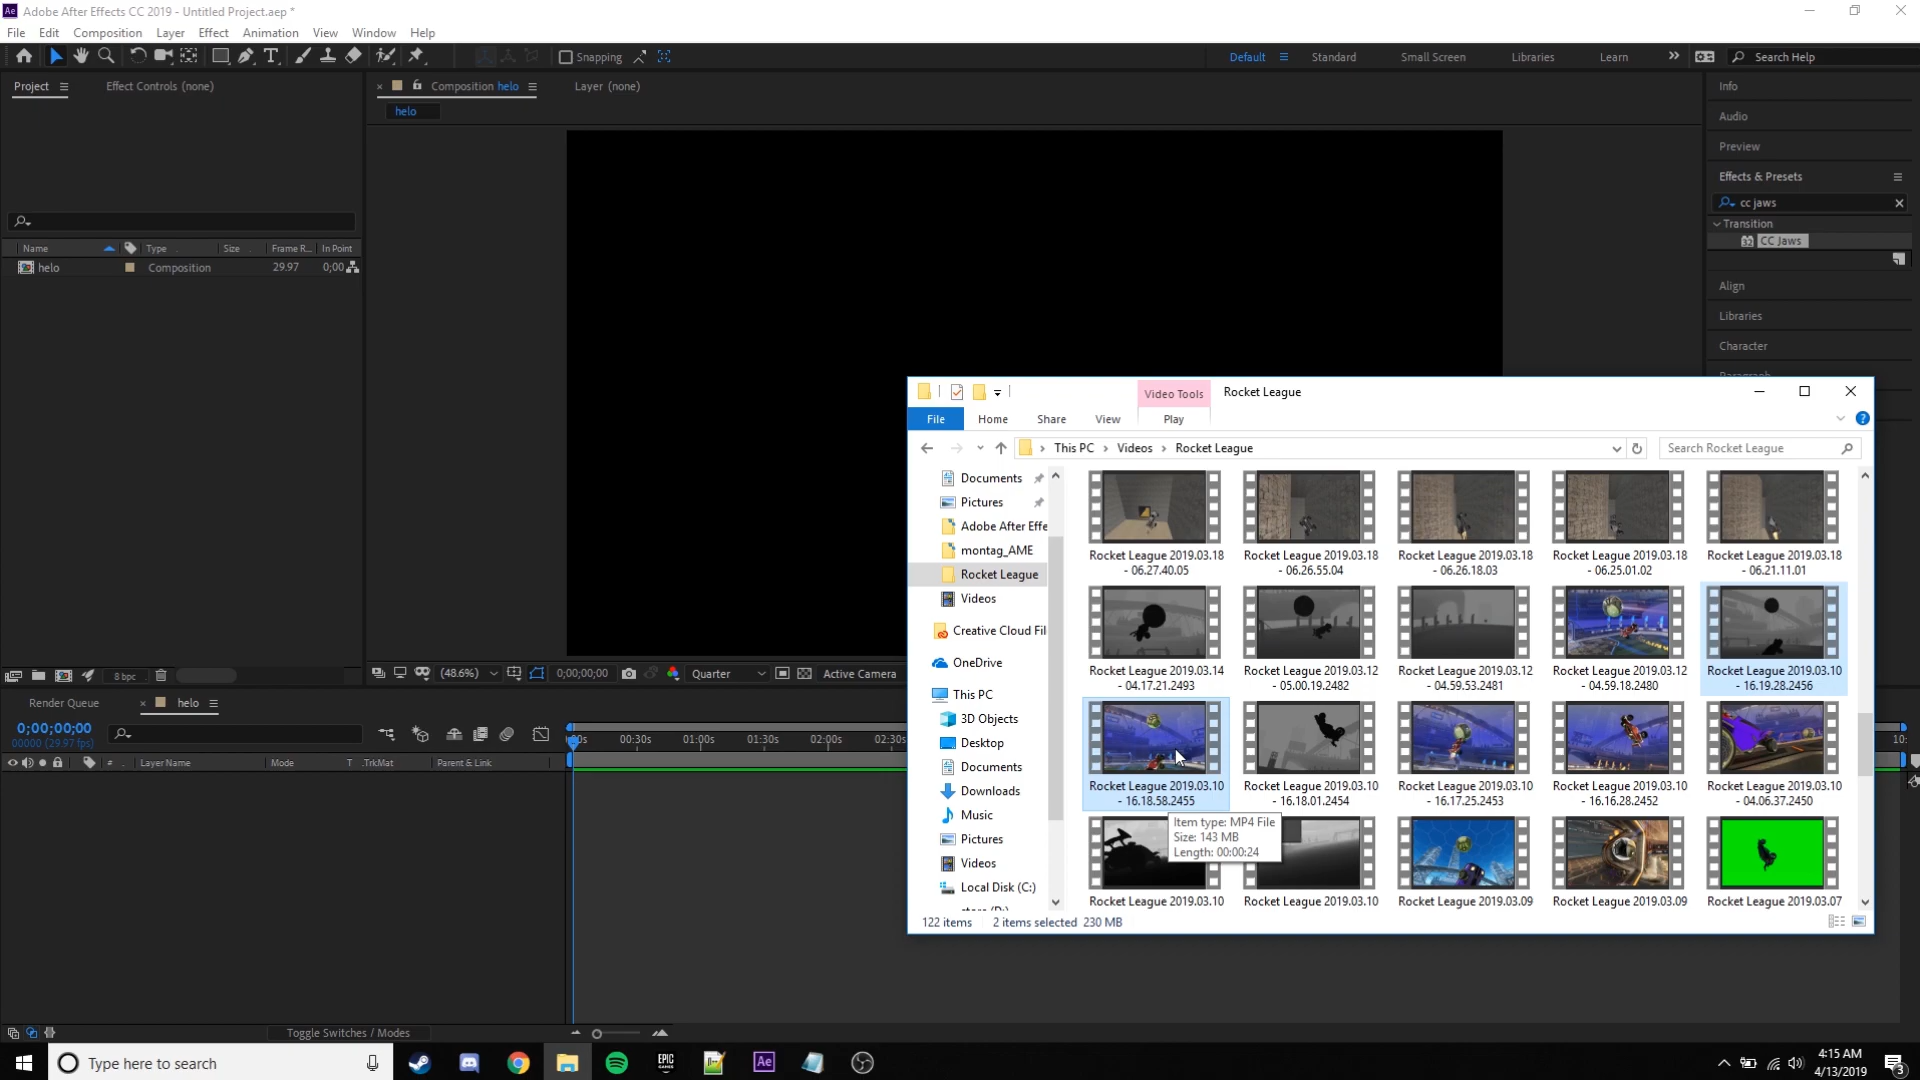 Adobe After Effects CC 2019 - Untitled Project.aep *
File Edit Composition Layer Effect Animation View Window Help
Snapping
Default Standard Small Screen Libraries Learn Search Help
Project Effect Controls (none)
Composition helo Layer (none)
helo
Name Type Size Frame R... In Point
helo Composition 29.97 0;00
8 bpc
(48.6%) 0;00;00;00 Quarter Active Camera
Info
Audio
Preview
Effects & Presets
cc jaws
Transition
CC Jaws
Align
Libraries
Character
Paragraph
Video Tools Rocket League
File Home Share View Play
This PC Videos Rocket League Search Rocket League
Documents
Pictures
Adobe After Effe
montag_AME
Rocket League
Videos
Creative Cloud Fil
OneDrive
This PC
3D Objects
Desktop
Documents
Downloads
Music
Pictures
Videos
Local Disk (C:)
Rocket League 2019.03.18 - 06.27.40.05
Rocket League 2019.03.18 - 06.26.55.04
Rocket League 2019.03.18 - 06.26.18.03
Rocket League 2019.03.18 - 06.25.01.02
Rocket League 2019.03.18 - 06.21.11.01
Rocket League 2019.03.14 - 04.17.21.2493
Rocket League 2019.03.12 - 05.00.19.2482
Rocket League 2019.03.12 - 04.59.53.2481
Rocket League 2019.03.12 - 04.59.18.2480
Rocket League 2019.03.10 - 16.19.28.2456
Rocket League 2019.03.10 - 16.18.58.2455
Rocket League 2019.03.10 - 16.18.01.2454
Rocket League 2019.03.10 - 16.17.25.2453
Rocket League 2019.03.10 - 16.16.28.2452
Rocket League 2019.03.10 - 04.06.37.2450
Item type: MP4 File
Size: 143 MB
Length: 00:00:24
Rocket League 2019.03.10
Rocket League 2019.03.10
Rocket League 2019.03.09
Rocket League 2019.03.09
Rocket League 2019.03.07
122 items 2 items selected 230 MB
Render Queue helo
0;00;00;00
00000 (29.97 fps)
00s 00:30s 01:00s 01:30s 02:00s 02:30s 10:
# Layer Name Mode T .TrkMat Parent & Link
Toggle Switches / Modes
Type here to search
EPIC GAMES
Ae
4:15 AM
4/13/2019
3